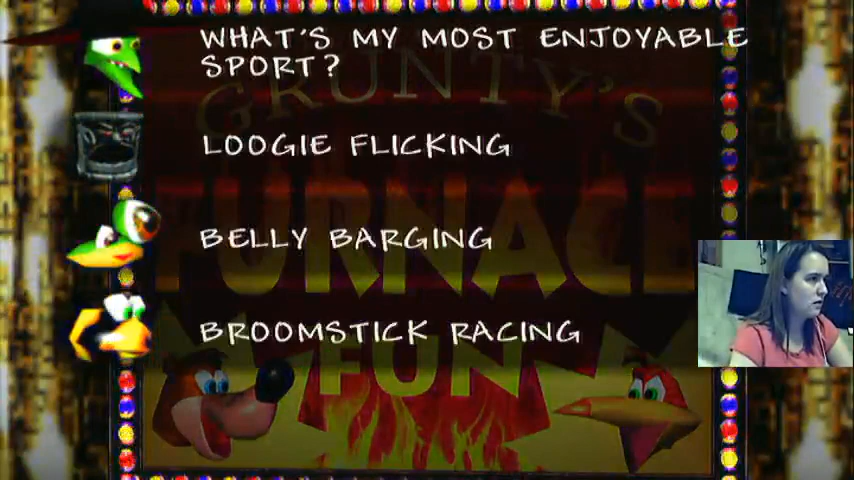 WHAT'S MY MOST ENJOYABLE
SPORT?
GRUNTY'S
LOOGIE FLICKING
FURNACE
BELLY BARGING
BROOMSTICK RACING
FUN